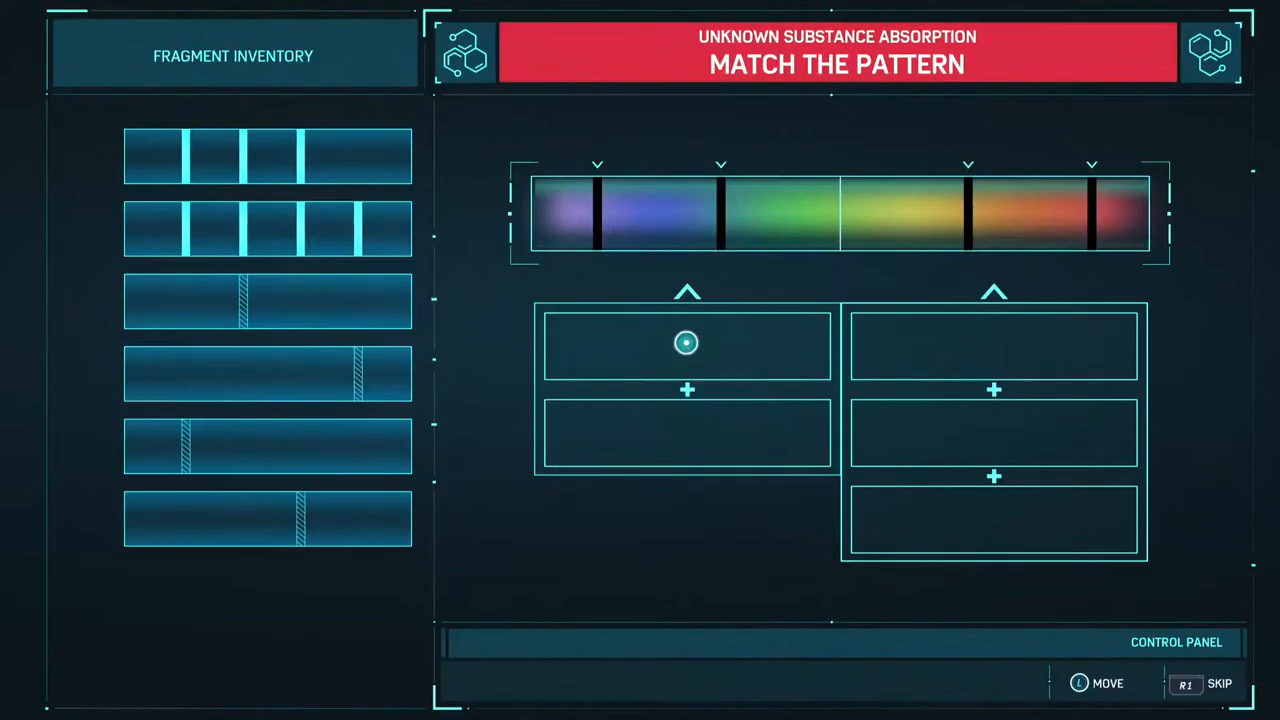 FRAGMENT INVENTORY
UNKNOWN SUBSTANCE ABSORPTION
MATCH THE PATTERN
CONTROL PANEL
L MOVE
R1 SKIP